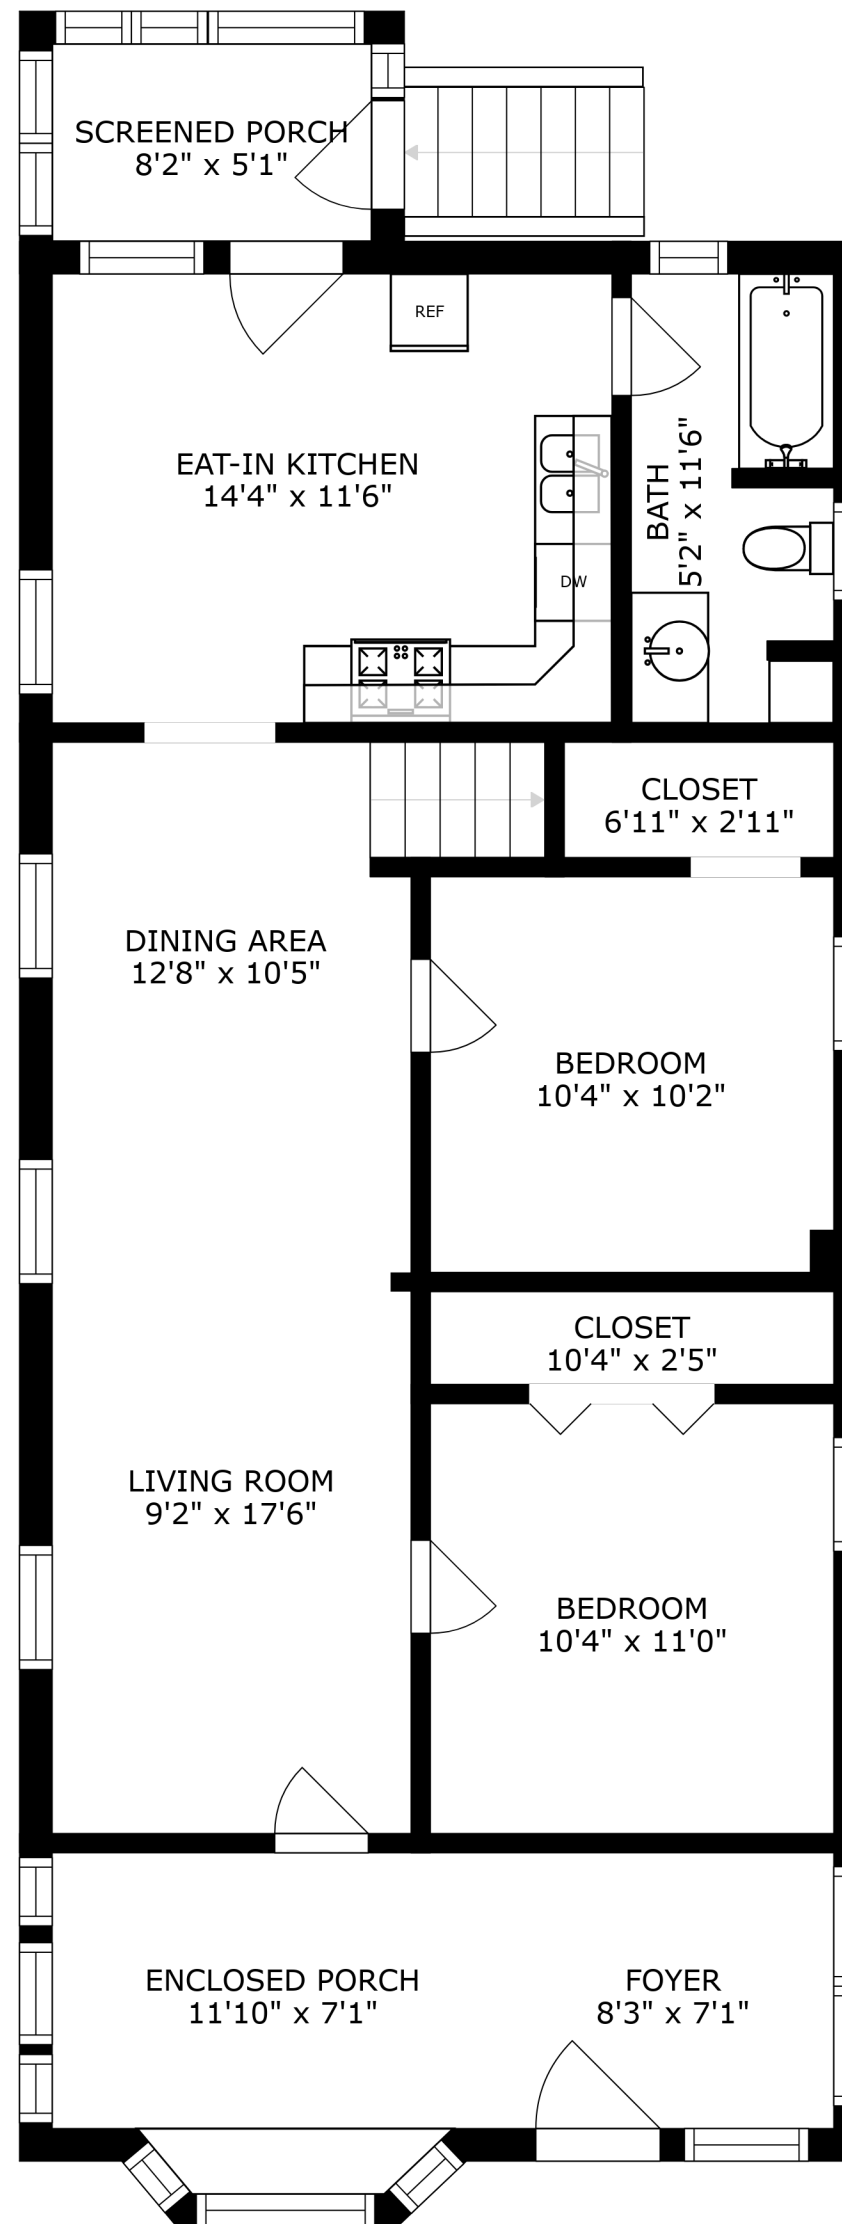 SCREENED PORCH
8'2" x 5'1"
REF
EAT-IN KITCHEN
14'4" x 11'6"
BATH
5'2" x 11'6"
DW
CLOSET
6'11" x 2'11"
DINING AREA
12'8" x 10'5"
BEDROOM
10'4" x 10'2"
CLOSET
10'4" x 2'5"
LIVING ROOM
9'2" x 17'6"
BEDROOM
10'4" x 11'0"
ENCLOSED PORCH
11'10" x 7'1"
FOYER
8'3" x 7'1"